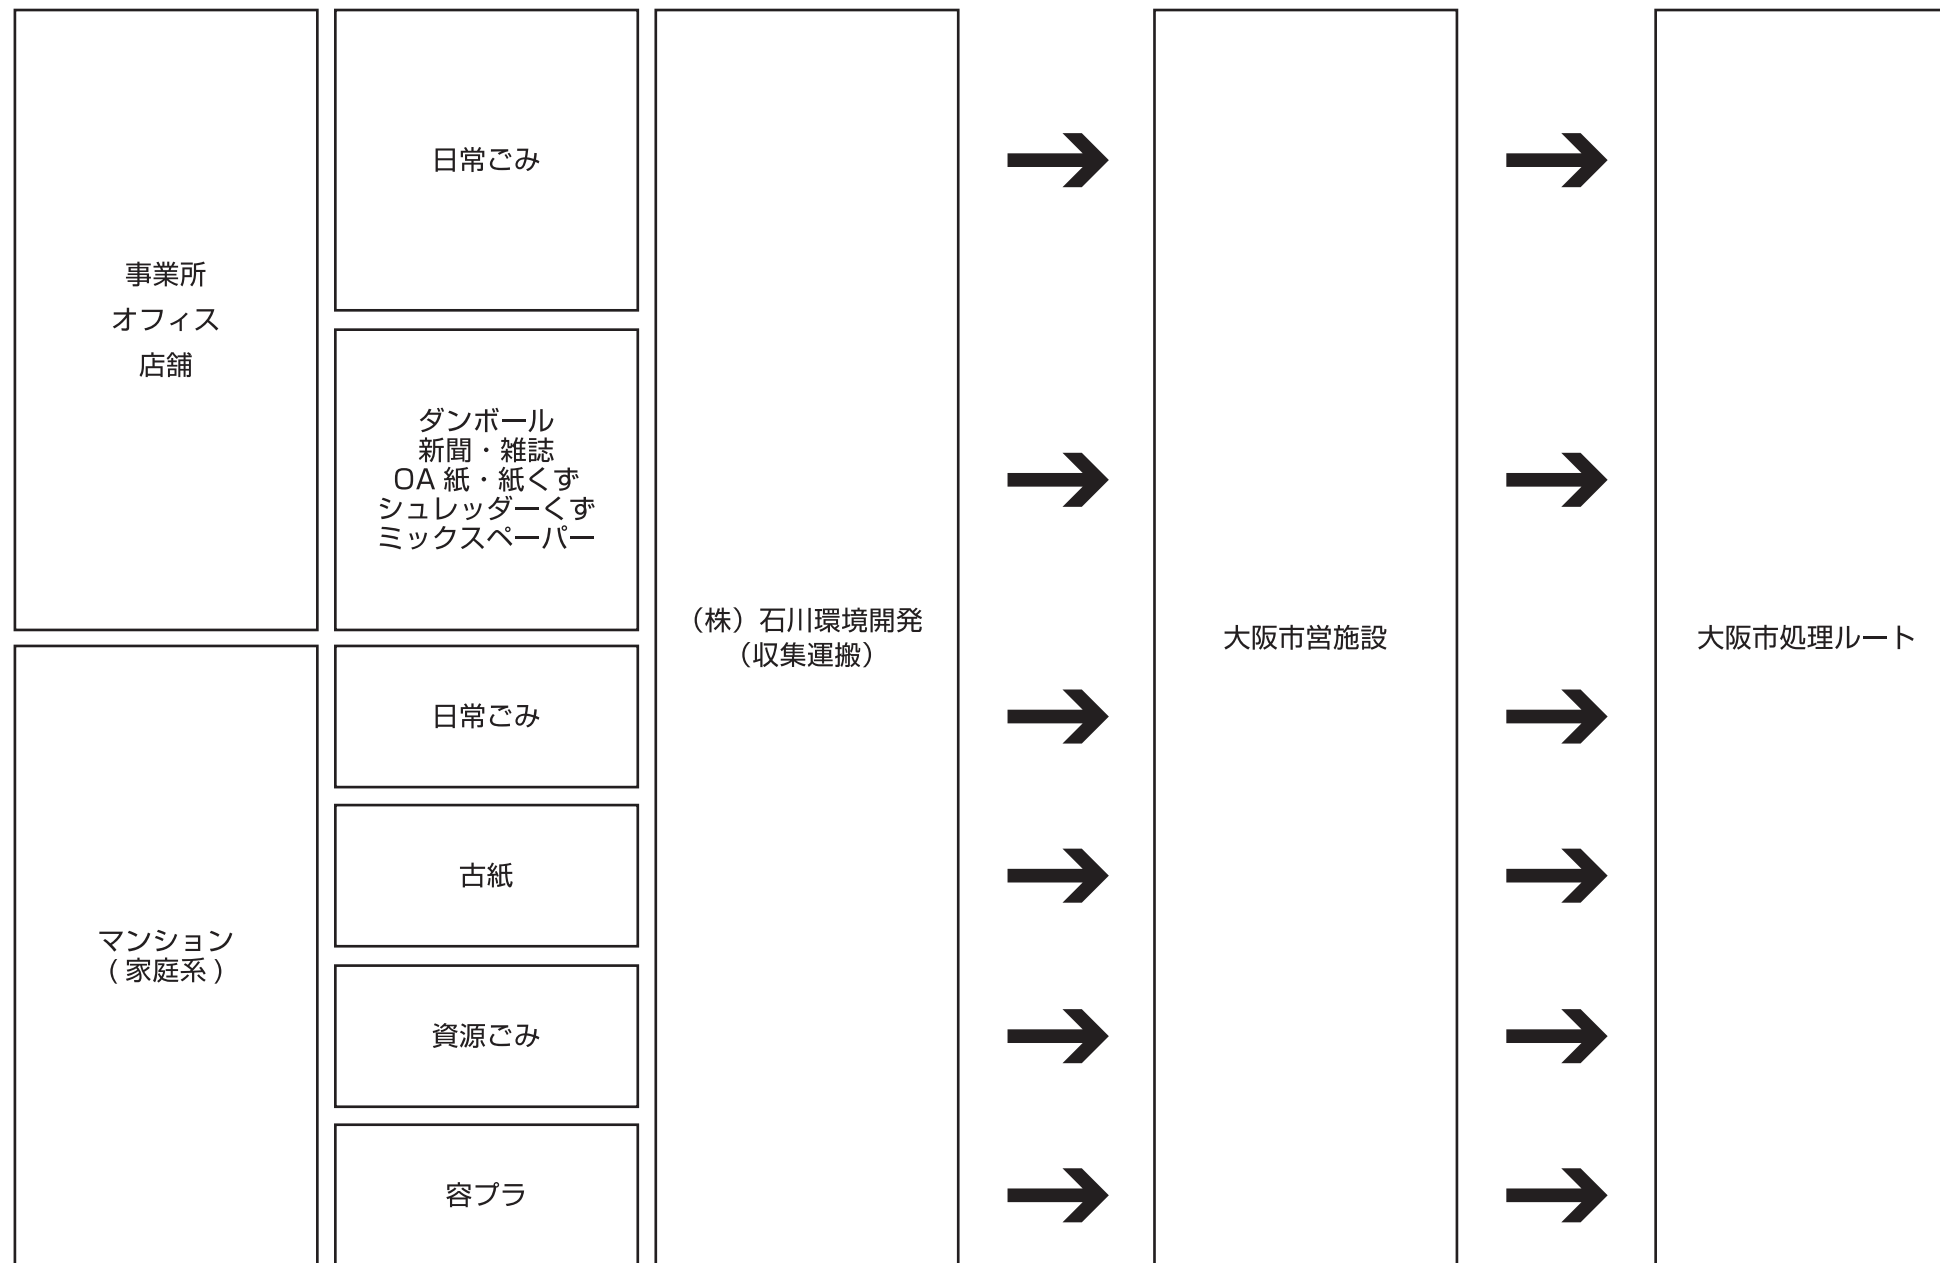 事業所
オフィス
店舗
日常ごみ
ダンボール
新聞・雑誌
OA 紙・紙くず
シュレッダーくず
ミックスペーパー
マンション
( 家庭系 )
日常ごみ
古紙
資源ごみ
容プラ
（株）石川環境開発
（収集運搬）
大阪市営施設
大阪市処理ルート